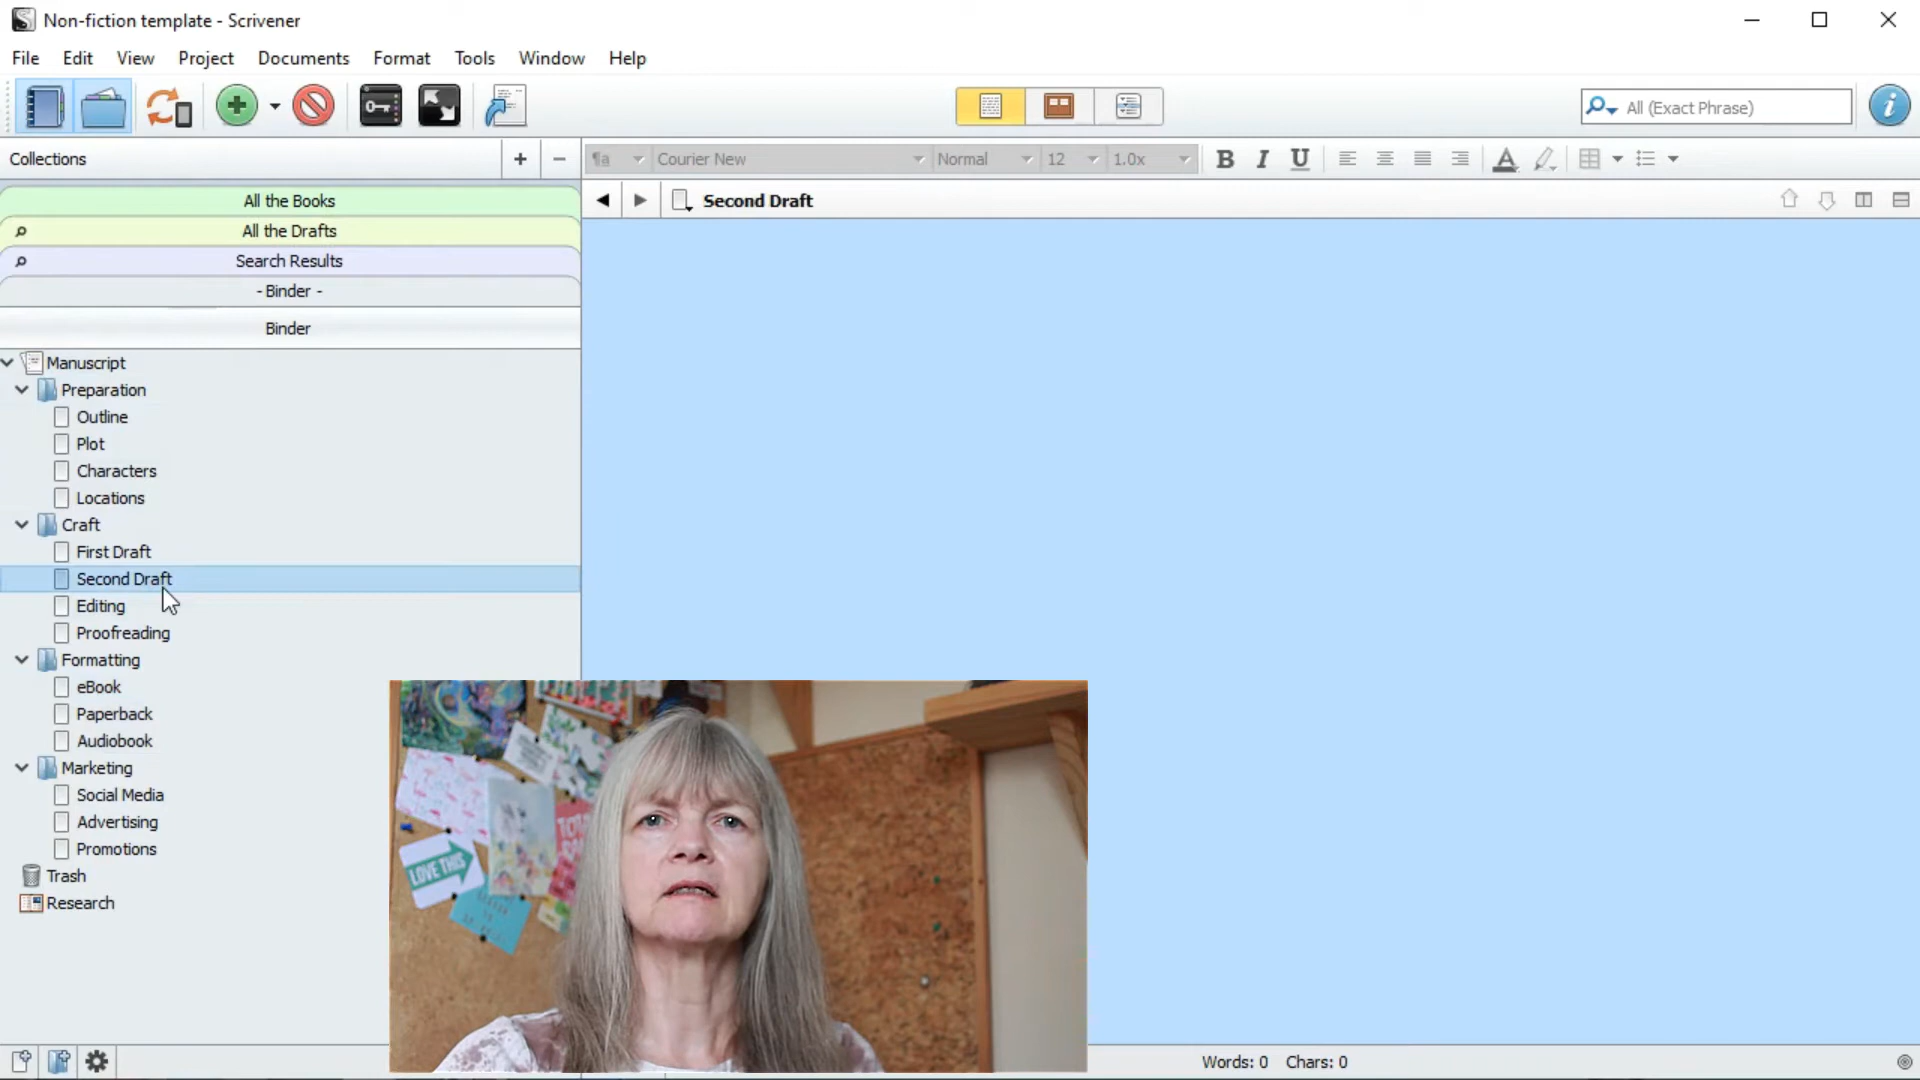 Non-fiction template - Scrivener
File Edit View Project Documents Format Tools Window Help
All (Exact Phrase)
Collections
Courier New Normal 12 1.0x B I U A
All the Books
Second Draft
All the Drafts
Search Results
- Binder -
Binder
Manuscript
Preparation
Outline
Plot
Characters
Locations
Craft
First Draft
Second Draft
Editing
Proofreading
Formatting
eBook
Paperback
Audiobook
Marketing
Social Media
Advertising
Promotions
Trash
Research
LOVE THIS
Words: 0 Chars: 0